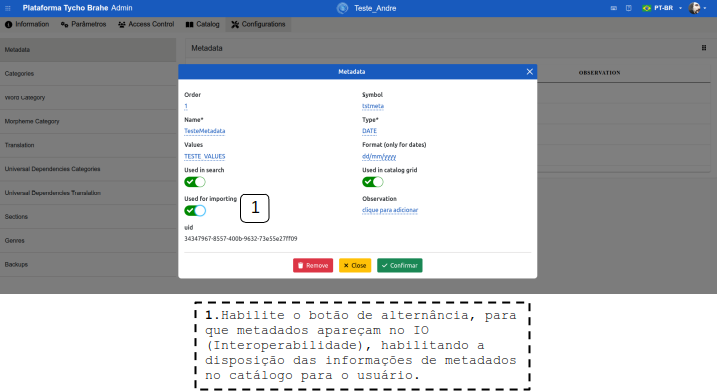 Plataforma Tycho Brahe Admin
Teste_Andre
PT-BR
Information Parâmetros Access Control Catalog Configurations
Metadata
Categories
Word Category
Morpheme Category
Translation
Universal Dependencies Categories
Universal Dependencies Translation
Sections
Genres
Backups
Metadata
OBSERVATION
Metadata
Order Symbol
1 tstmeta
Name* Type*
TesteMetadata DATE
Values Format (only for dates)
TESTE_VALUES dd/mm/yyyy
Used in search Used in catalog grid
Used for importing Observation
1
clique para adicionar
uid
34347967-8557-400b-9632-73e55e27ff09
Remove Close Confirmar
1.Habilite o botão de alternância, para
que metadados apareçam no IO
(Interoperabilidade), habilitando a
disposição das informações de metadados
no catálogo para o usuário.